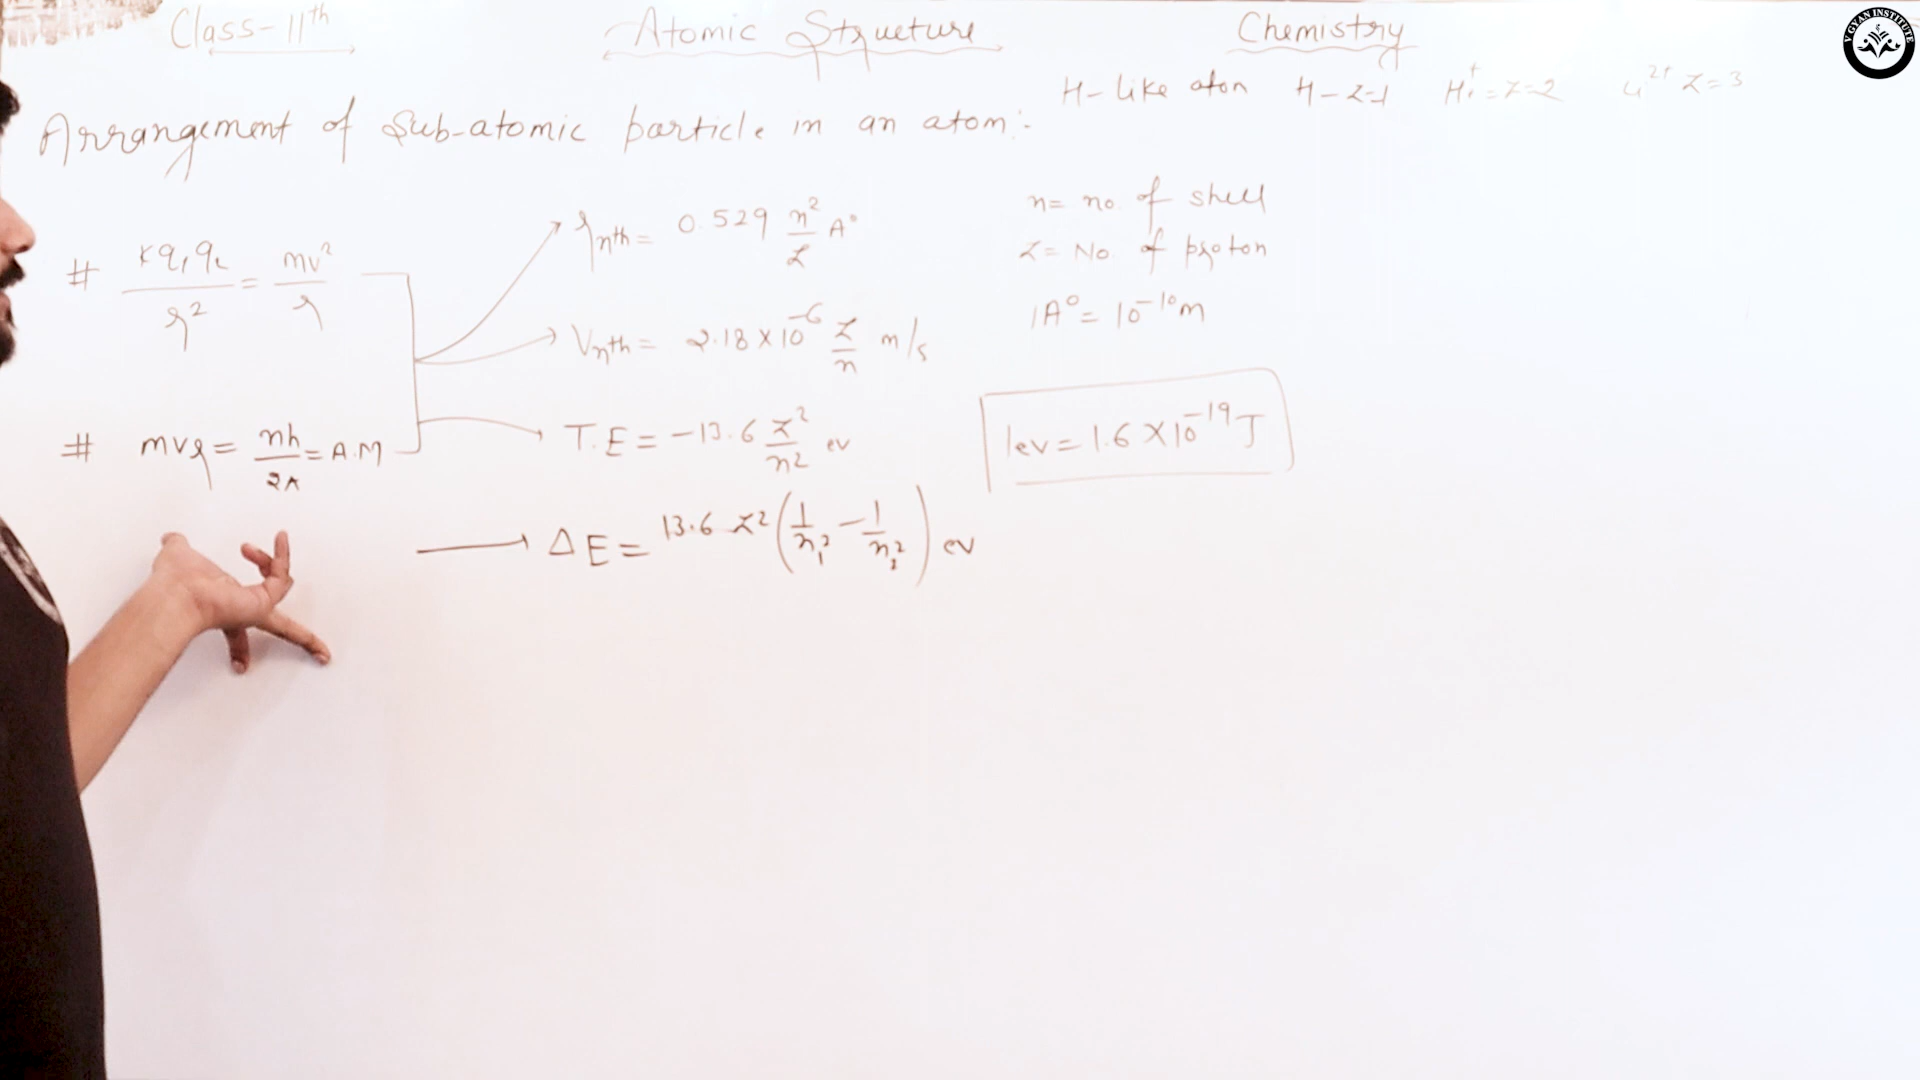 Class-11th
Atomic Structure
Chemistry
H-like atom H-Z=1 He+=Z=2 Li2+ Z=3
Arrangement of Sub-atomic particle in an atom:-
# Kq1q2/r² = mv²/r
rnth = 0.529 n²/Z A°
n= no. of shell
Z= No. of proton
Vnth = 2.18×10⁻⁶ Z/n m/s
1A° = 10⁻¹⁰m
# mvr = nh/2π = A.M
T.E = -13.6 Z²/n² ev
1ev = 1.6×10⁻¹⁹J
ΔE = 13.6 Z² (1/n₁² - 1/n₂²) ev
V GYAN INSTITUTE